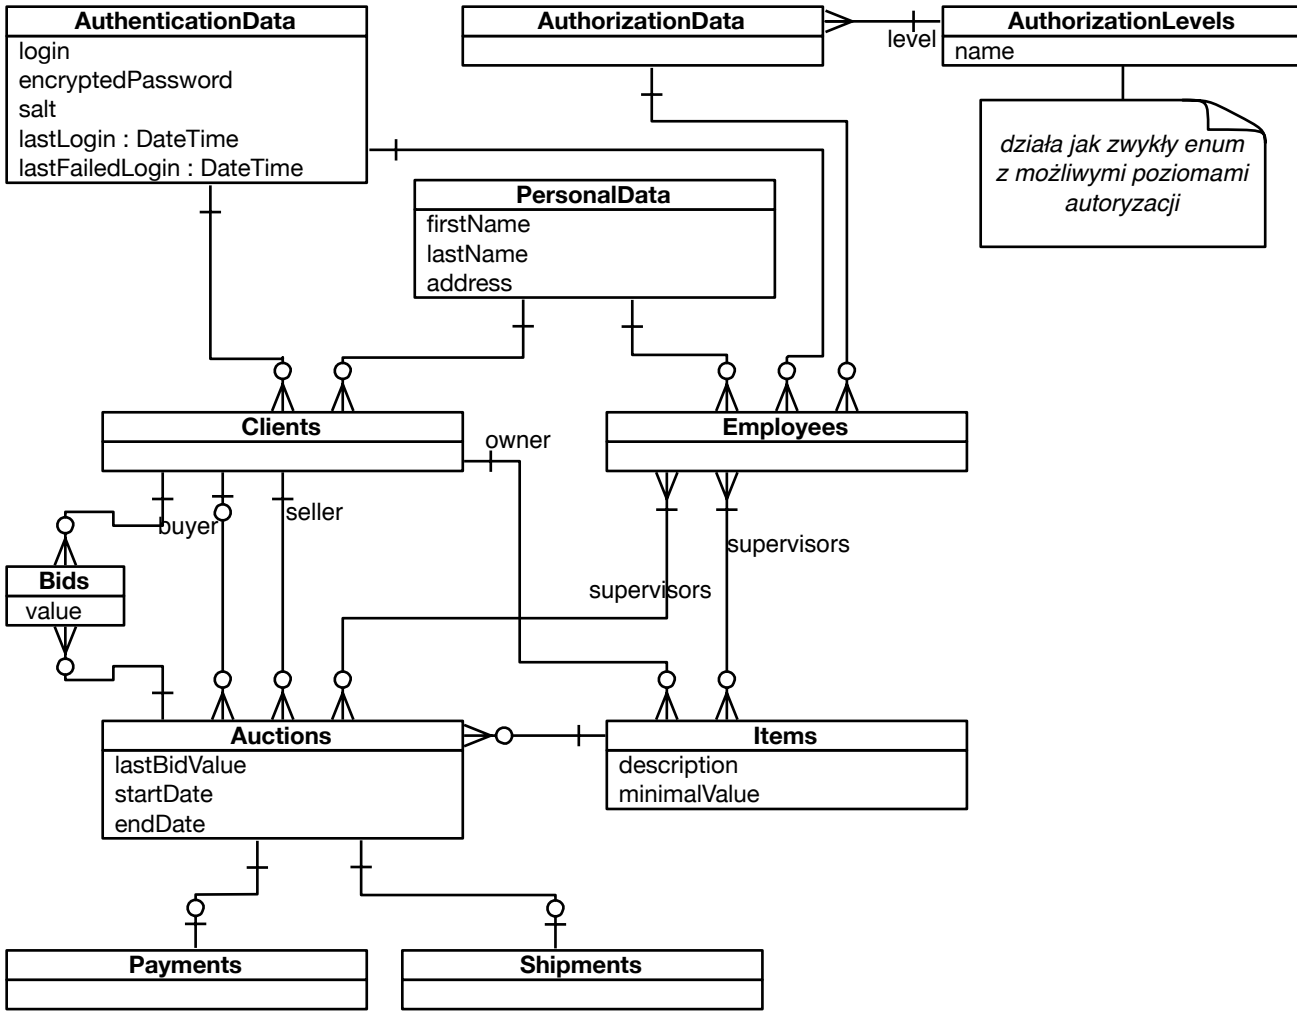 AuthenticationData
login
encryptedPassword
salt
lastLogin : DateTime
lastFailedLogin : DateTime
AuthorizationData
level
AuthorizationLevels
name
działa jak zwykły enum
z możliwymi poziomami
autoryzacji
PersonalData
firstName
lastName
address
Clients
owner
Employees
buyer
seller
supervisors
supervisors
Bids
value
Auctions
lastBidValue
startDate
endDate
Items
description
minimalValue
Payments
Shipments